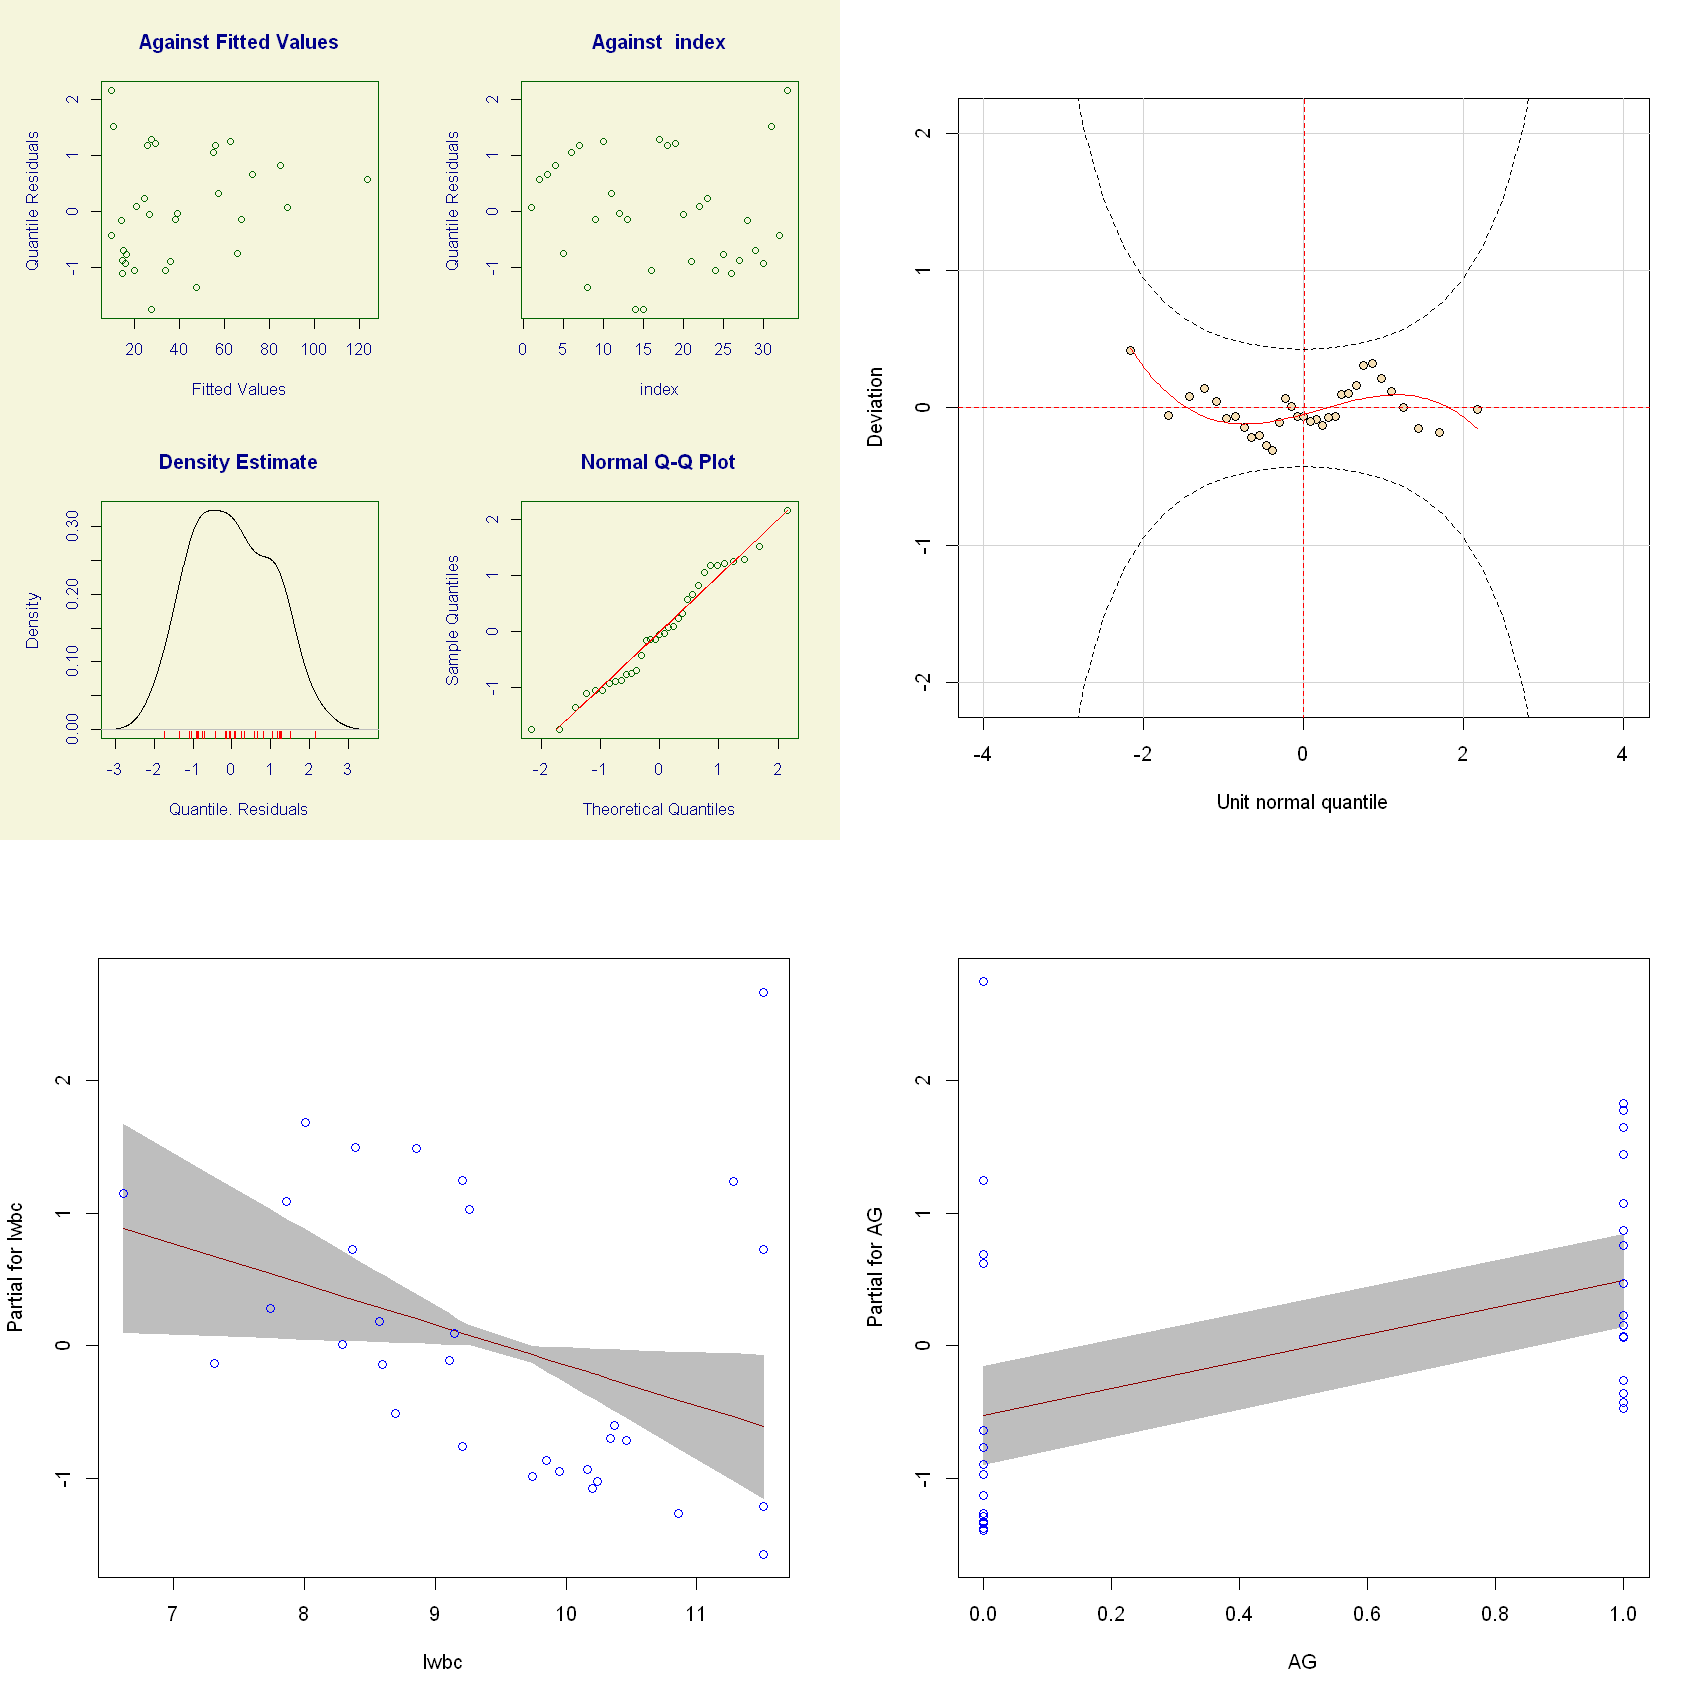 Against Fitted Values
Quantile Residuals
2
1
0
-1
20 40 60 80 100 120
Fitted Values
Against  index
Quantile Residuals
2
1
0
-1
0 5 10 15 20 25 30
index
Density Estimate
Density
0.30
0.20
0.10
0.00
-3 -2 -1 0 1 2 3
Quantile. Residuals
Normal Q-Q Plot
Sample Quantiles
2
1
0
-1
-2 -1 0 1 2
Theoretical Quantiles
Deviation
2
1
0
-1
-2
-4 -2 0 2 4
Unit normal quantile
Partial for lwbc
2
1
0
-1
7 8 9 10 11
lwbc
Partial for AG
2
1
0
-1
0.0 0.2 0.4 0.6 0.8 1.0
AG